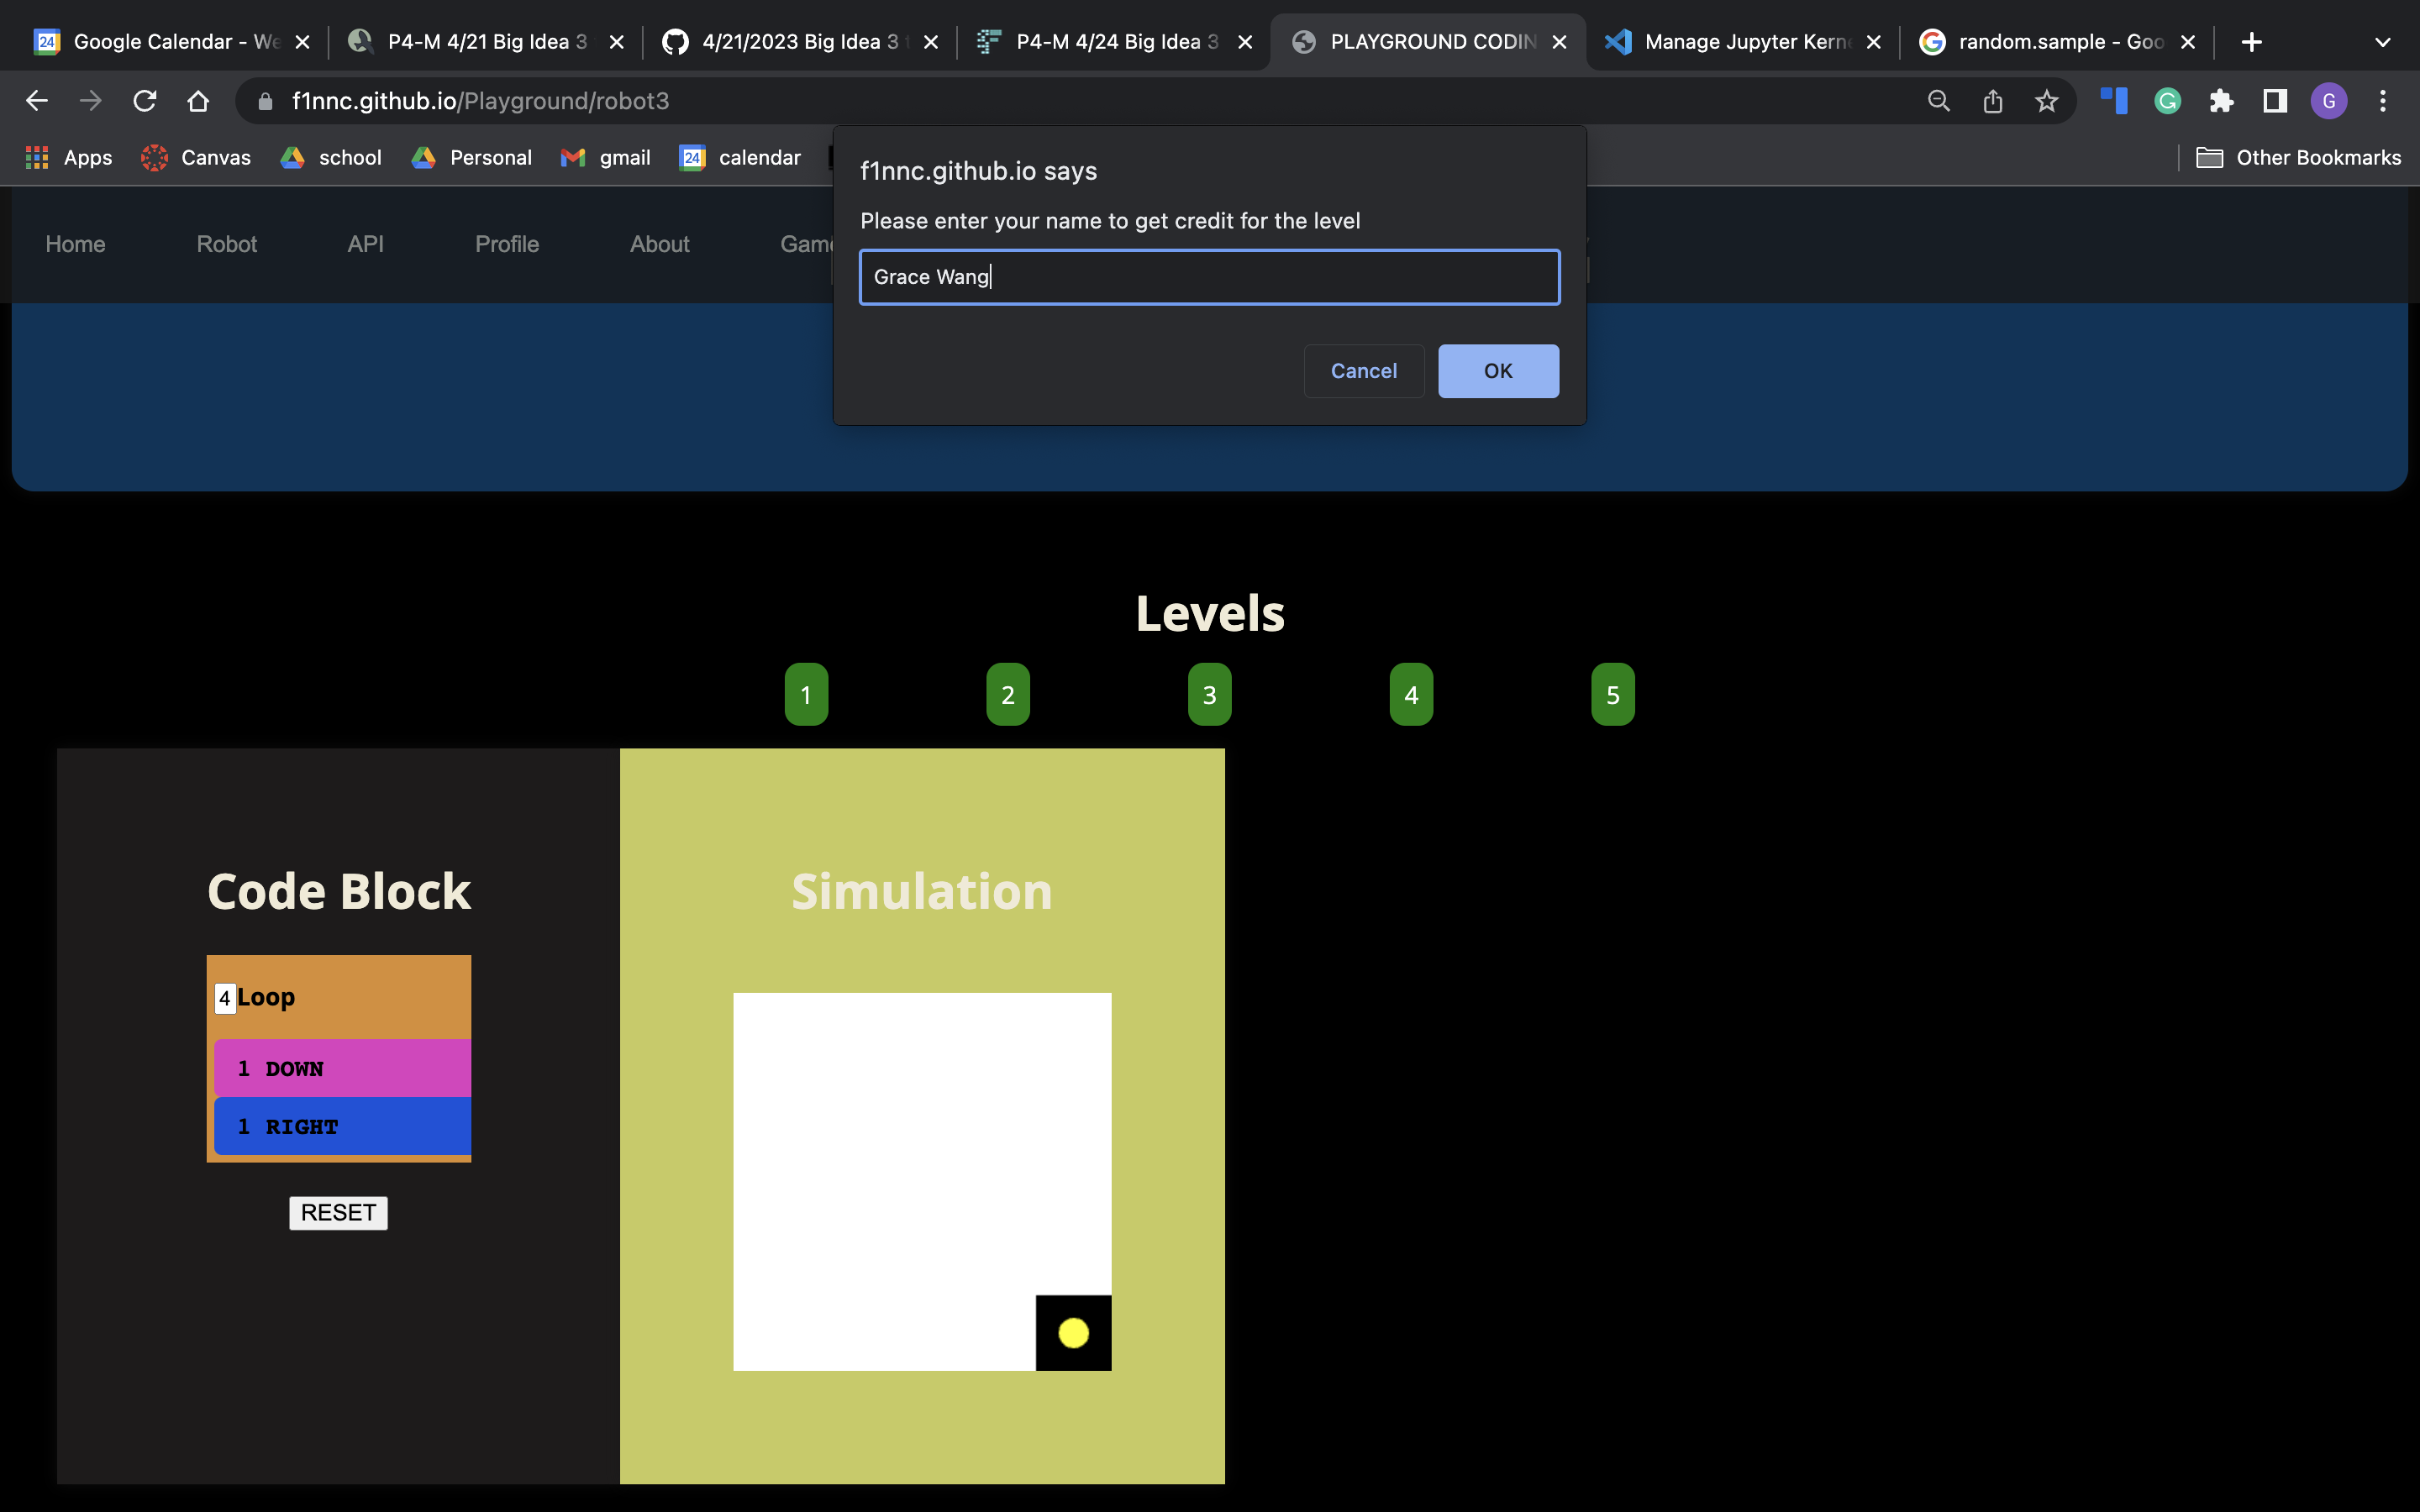 24 Google Calendar - We
P4-M 4/21 Big Idea 3
4/21/2023 Big Idea 3
P4-M 4/24 Big Idea 3
PLAYGROUND CODIN
Manage Jupyter Kern
random.sample - Goo
f1nnc.github.io/Playground/robot3
G
Apps
Canvas
school
Personal
gmail
24 calendar
Other Bookmarks
f1nnc.github.io says
Please enter your name to get credit for the level
Grace Wang
Cancel
OK
Home
Robot
API
Profile
About
Gam
Levels
1
2
3
4
5
Code Block
4 Loop
1 DOWN
1 RIGHT
RESET
Simulation